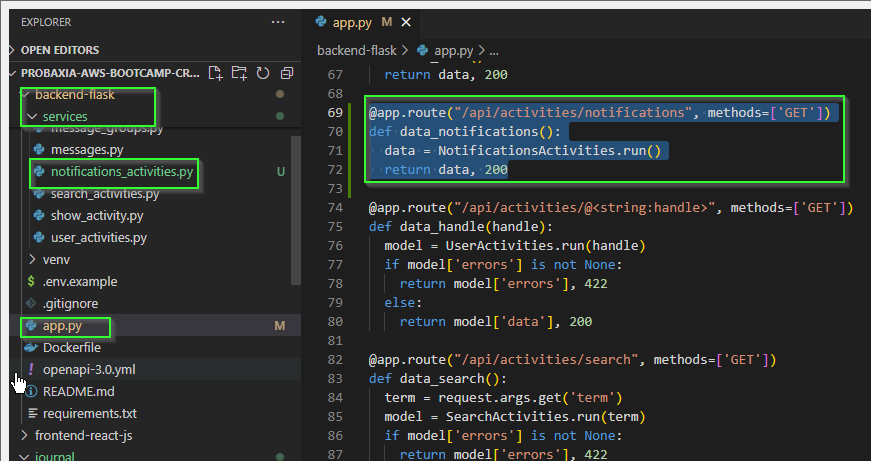 EXPLORER
OPEN EDITORS
PROBAXIA-AWS-BOOTCAMP-CR...
backend-flask
services
message_groups.py
messages.py
notifications_activities.py U
search_activities.py
show_activity.py
user_activities.py
venv
.env.example
.gitignore
app.py M
Dockerfile
openapi-3.0.yml
README.md
requirements.txt
frontend-react-js
journal
app.py M
backend-flask > app.py > ...
67 return data, 200
68
69 @app.route("/api/activities/notifications", methods=['GET'])
70 def data_notifications():
71 data = NotificationsActivities.run()
72 return data, 200
73
74 @app.route("/api/activities/@<string:handle>", methods=['GET'])
75 def data_handle(handle):
76 model = UserActivities.run(handle)
77 if model['errors'] is not None:
78 return model['errors'], 422
79 else:
80 return model['data'], 200
81
82 @app.route("/api/activities/search", methods=['GET'])
83 def data_search():
84 term = request.args.get('term')
85 model = SearchActivities.run(term)
86 if model['errors'] is not None:
87 return model['errors'], 422